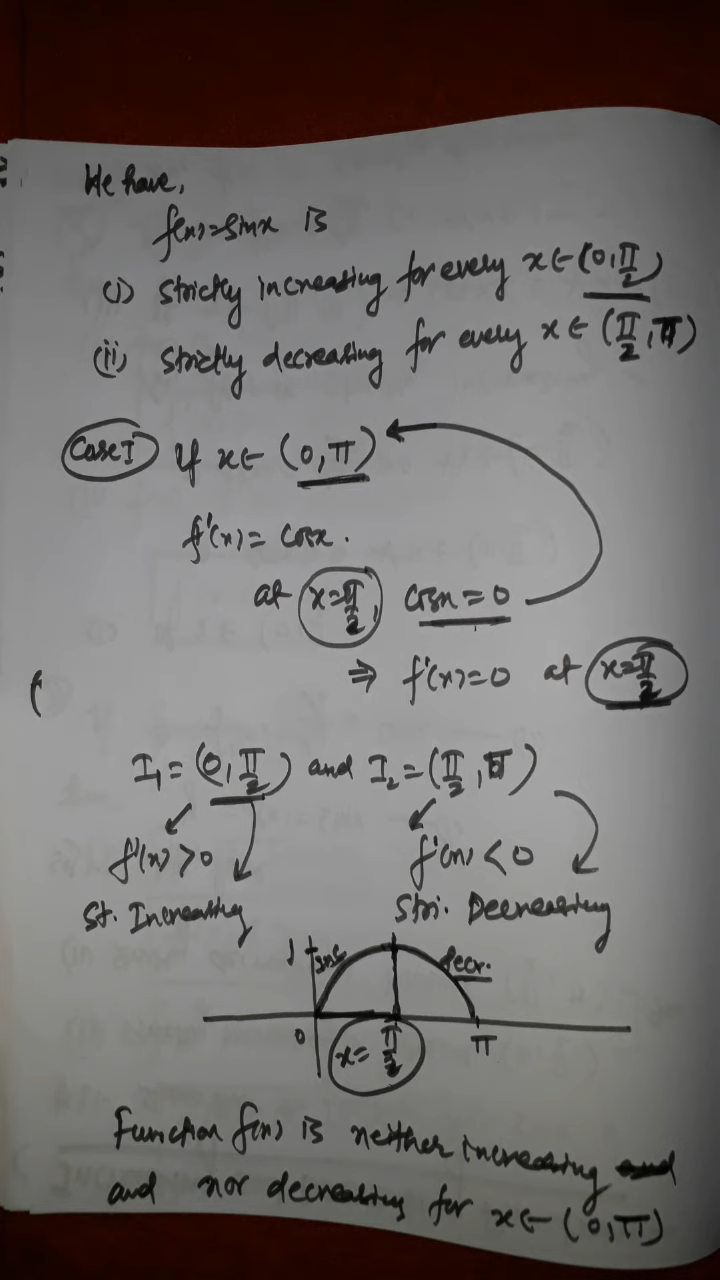 We have,
f(x)=sinx is
(i) strictly increasing for every x∈(0,π/2)
(ii) strictly decreasing for every x∈(π/2,π)
Case I If x∈(0,π)
f'(x)=cosx.
at x=π/2, cosx=0
⇒ f'(x)=0 at x=π/2
(
I₁=(0,π/2) and I₂=(π/2,π)
f'(x)>0 f'(x)<0
St. Increasing Stri. Decreasing
1 Inc. decr.
0 x=π/2 π
Function f(x) is neither increasing
and nor decreasing for x∈(0,π)